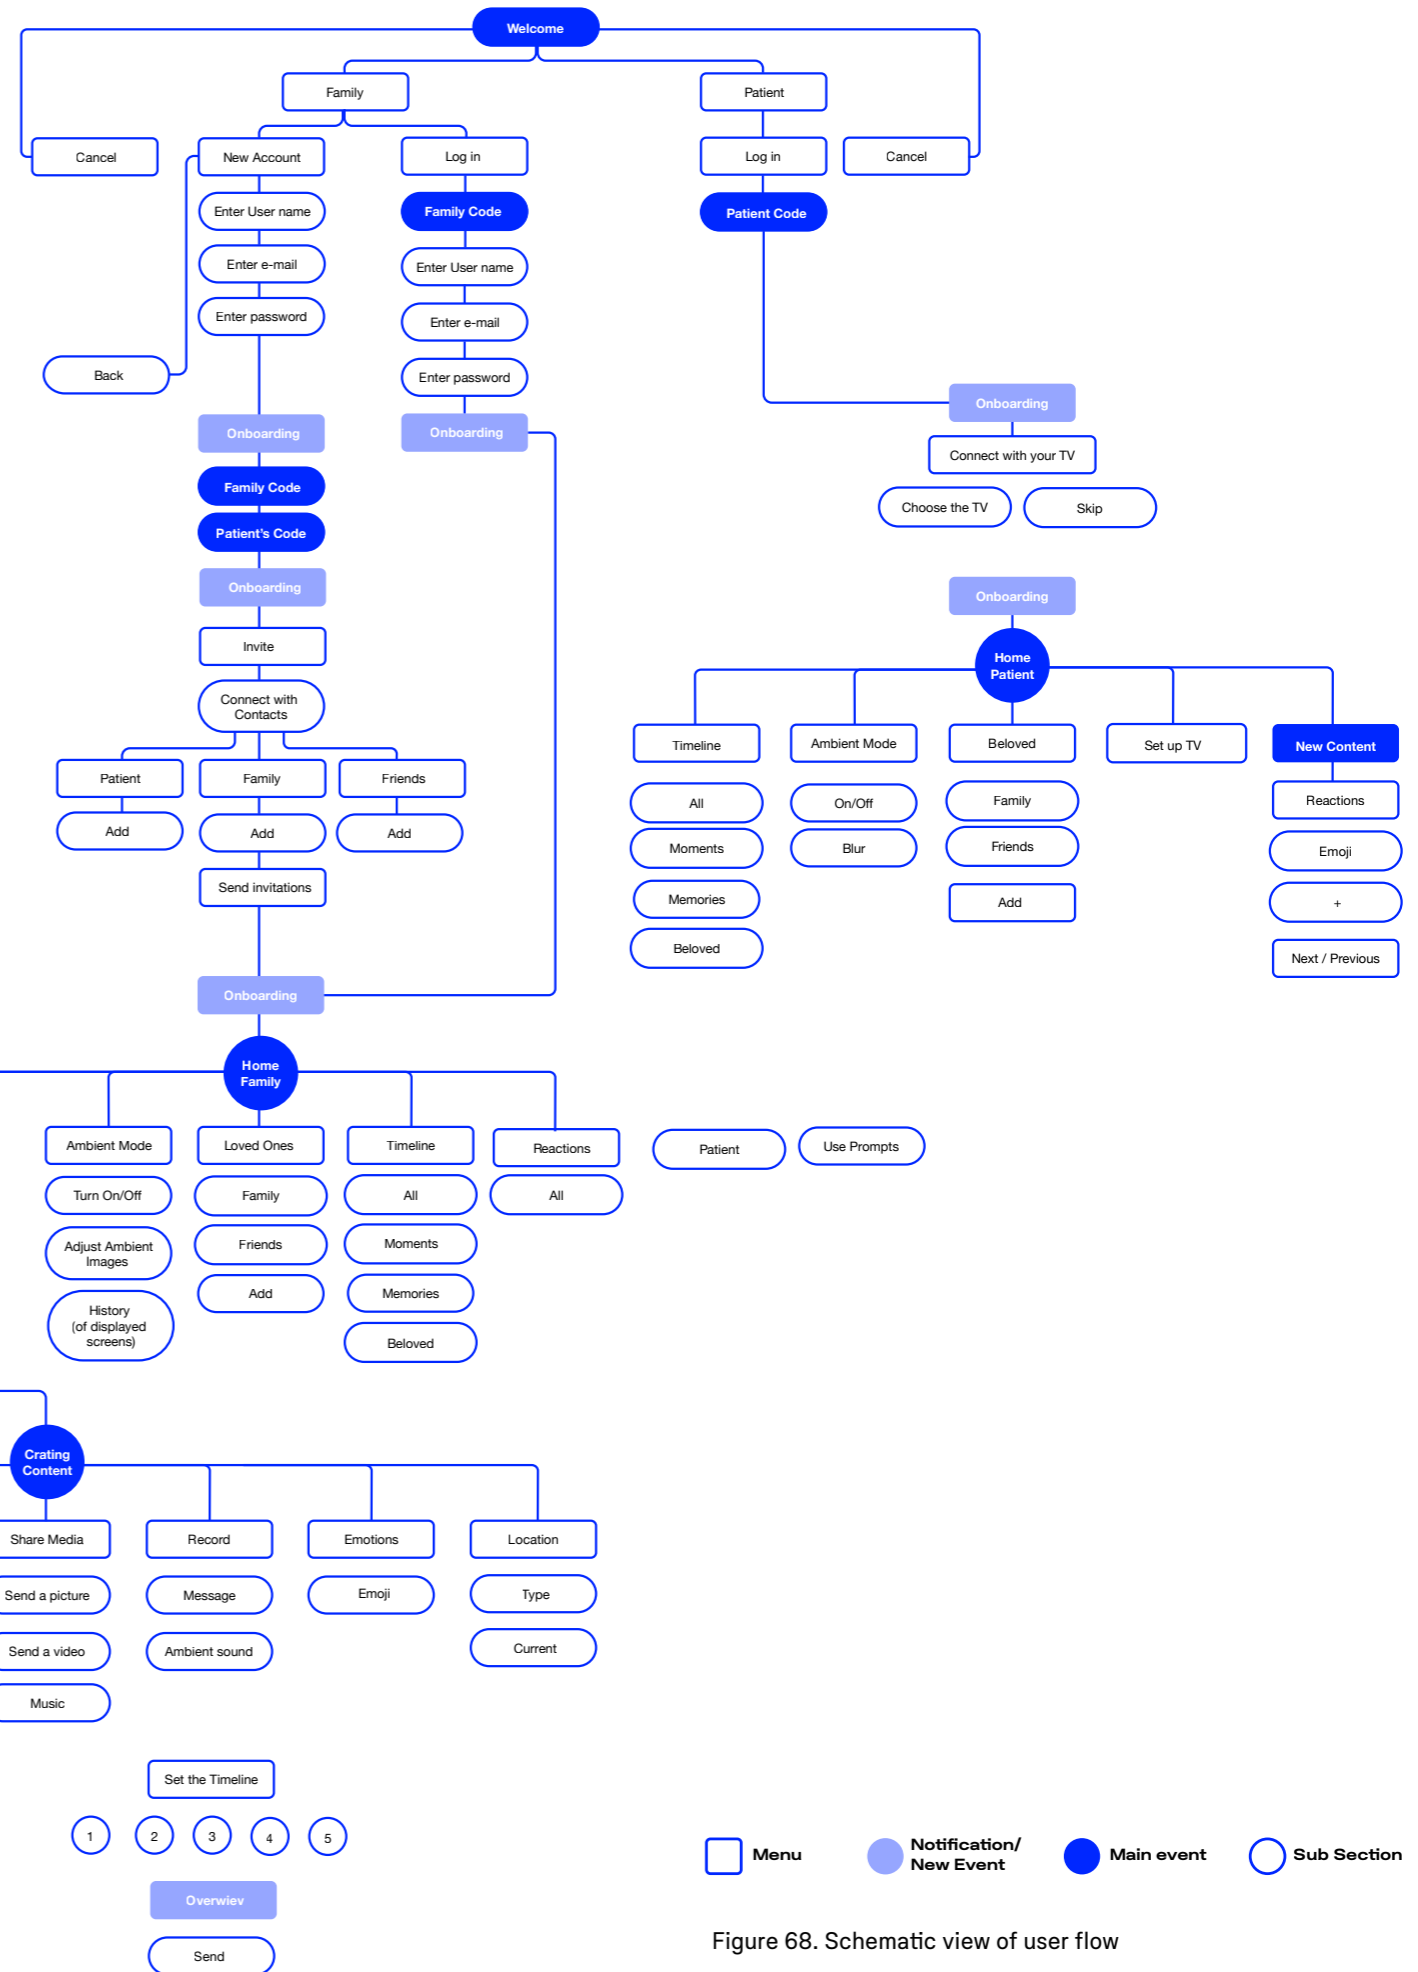 Welcome
Family
Patient
Cancel
New Account
Log in
Log in
Cancel
Enter User name
Family Code
Patient Code
Enter e-mail
Enter User name
Enter password
Enter e-mail
Back
Enter password
Onboarding
Onboarding
Onboarding
Connect with your TV
Family Code
Choose the TV
Skip
Patient's Code
Onboarding
Onboarding
Invite
Home
Patient
Connect with
Contacts
Timeline
Ambient Mode
Beloved
Set up TV
New Content
Patient
Family
Friends
All
On/Off
Family
Reactions
Add
Add
Add
Moments
Blur
Friends
Emoji
Send invitations
Memories
Add
+
Beloved
Next / Previous
Onboarding
Home
Family
Ambient Mode
Loved Ones
Timeline
Reactions
Patient
Use Prompts
Turn On/Off
Family
All
All
Adjust Ambient
Images
Friends
Moments
History
(of displayed
screens)
Add
Memories
Beloved
Crating
Content
Share Media
Record
Emotions
Location
Send a picture
Message
Emoji
Type
Send a video
Ambient sound
Current
Music
Set the Timeline
1
2
3
4
5
Menu
Notification/
New Event
Main event
Sub Section
Overwiev
Send
Figure 68. Schematic view of user flow